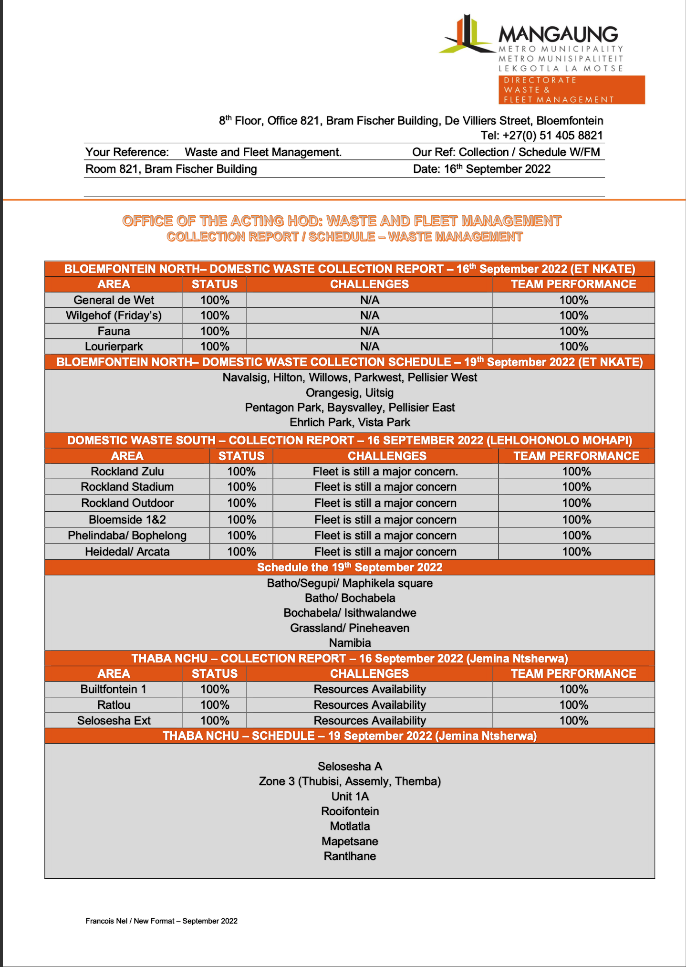 MANGAUNG
METRO MUNICIPALITY
METRO MUNISIPALITEIT
LEKGOTLA LA MOTSE
DIRECTORATE
WASTE &
FLEET MANAGEMENT
8th Floor, Office 821, Bram Fischer Building, De Villiers Street, Bloemfontein
Tel: +27(0) 51 405 8821
Your Reference: Waste and Fleet Management. Our Ref: Collection / Schedule W/FM
Room 821, Bram Fischer Building Date: 16th September 2022
OFFICE OF THE ACTING HOD: WASTE AND FLEET MANAGEMENT
COLLECTION REPORT / SCHEDULE – WASTE MANAGEMENT
BLOEMFONTEIN NORTH– DOMESTIC WASTE COLLECTION REPORT – 16th September 2022 (ET NKATE)
AREA STATUS CHALLENGES TEAM PERFORMANCE
General de Wet 100% N/A 100%
Wilgehof (Friday's) 100% N/A 100%
Fauna 100% N/A 100%
Lourierpark 100% N/A 100%
BLOEMFONTEIN NORTH– DOMESTIC WASTE COLLECTION SCHEDULE – 19th September 2022 (ET NKATE)
Navalsig, Hilton, Willows, Parkwest, Pellisier West
Orangesig, Uitsig
Pentagon Park, Baysvalley, Pellisier East
Ehrlich Park, Vista Park
DOMESTIC WASTE SOUTH – COLLECTION REPORT – 16 SEPTEMBER 2022 (LEHLOHONOLO MOHAPI)
AREA STATUS CHALLENGES TEAM PERFORMANCE
Rockland Zulu 100% Fleet is still a major concern. 100%
Rockland Stadium 100% Fleet is still a major concern 100%
Rockland Outdoor 100% Fleet is still a major concern 100%
Bloemside 1&2 100% Fleet is still a major concern 100%
Phelindaba/ Bophelong 100% Fleet is still a major concern 100%
Heidedal/ Arcata 100% Fleet is still a major concern 100%
Schedule the 19th September 2022
Batho/Segupi/ Maphikela square
Batho/ Bochabela
Bochabela/ Isithwalandwe
Grassland/ Pineheaven
Namibia
THABA NCHU – COLLECTION REPORT – 16 September 2022 (Jemina Ntsherwa)
AREA STATUS CHALLENGES TEAM PERFORMANCE
Builtfontein 1 100% Resources Availability 100%
Ratlou 100% Resources Availability 100%
Selosesha Ext 100% Resources Availability 100%
THABA NCHU – SCHEDULE – 19 September 2022 (Jemina Ntsherwa)
Selosesha A
Zone 3 (Thubisi, Assemly, Themba)
Unit 1A
Rooifontein
Motlatla
Mapetsane
Rantlhane
Francois Nel / New Format – September 2022